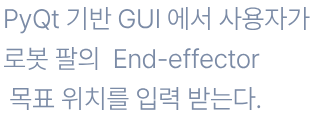 PyQt 기반 GUI 에서 사용자가
로봇 팔의  End-effector
목표 위치를 입력 받는다.